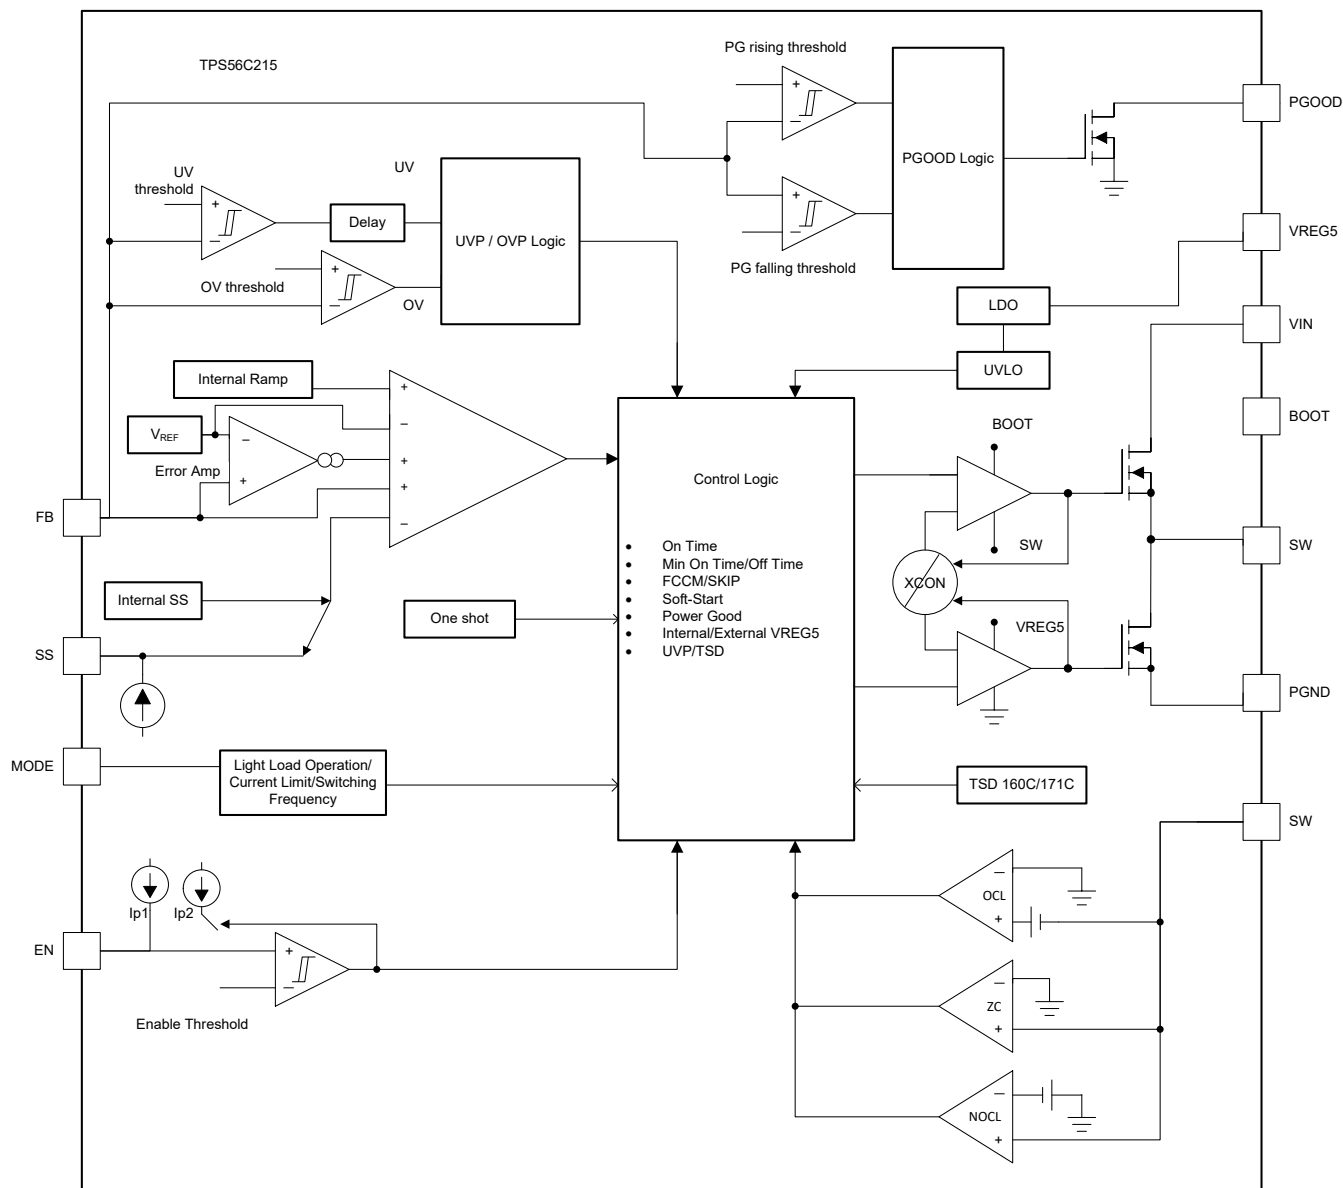 TPS56C215
PG rising threshold
+
−
PGOOD Logic
PGOOD
UV threshold
+
−
Delay
UV
UVP / OVP Logic
+
−
PG falling threshold
VREG5
OV threshold
+
−
OV
LDO
VIN
UVLO
Internal Ramp
VREF
−
+
Error Amp
+
−
+
+
−
BOOT
BOOT
Control Logic
FB
SW
SW
• On Time
• Min On Time/Off Time
• FCCM/SKIP
• Soft-Start
• Power Good
• Internal/External VREG5
• UVP/TSD
XCON
Internal SS
One shot
VREG5
SS
PGND
MODE
Light Load Operation/
Current Limit/Switching
Frequency
TSD 160C/171C
SW
Ip1
Ip2
EN
+
−
Enable Threshold
−
OCL
+
−
ZC
+
−
NOCL
+